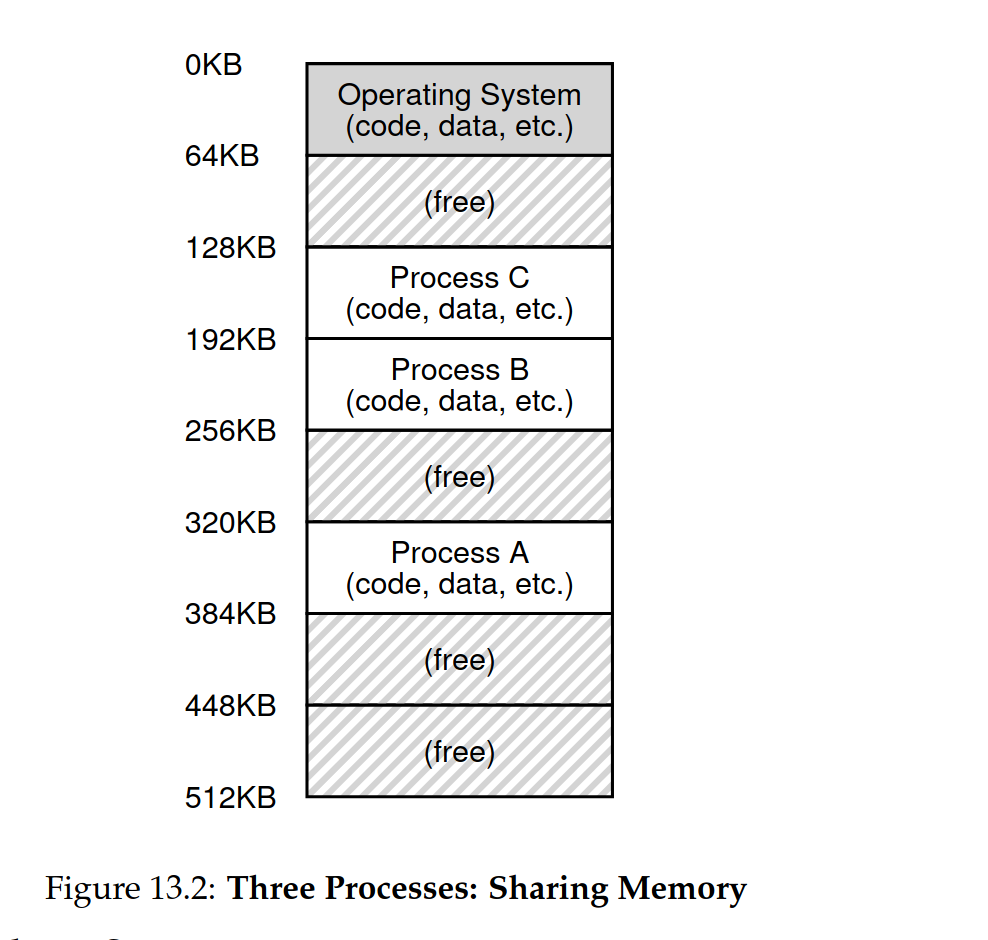 0KB
Operating System
(code, data, etc.)
64KB
(free)
128KB
Process C
(code, data, etc.)
192KB
Process B
(code, data, etc.)
256KB
(free)
320KB
Process A
(code, data, etc.)
384KB
(free)
448KB
(free)
512KB
Figure 13.2: Three Processes: Sharing Memory